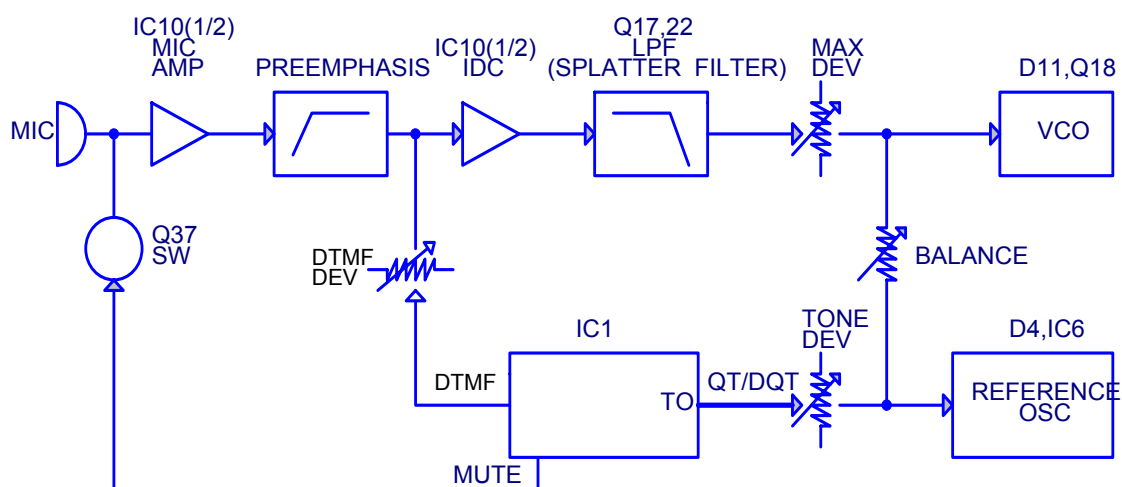 IC10(1/2)
MIC
AMP
PREEMPHASIS
IC10(1/2)
IDC
Q17,22
LPF
(SPLATTER FILTER)
MAX
DEV
D11,Q18
MIC
VCO
Q37
SW
DTMF
DEV
BALANCE
IC1
TONE
DEV
D4,IC6
DTMF
TO
QT/DQT
REFERENCE
OSC
MUTE